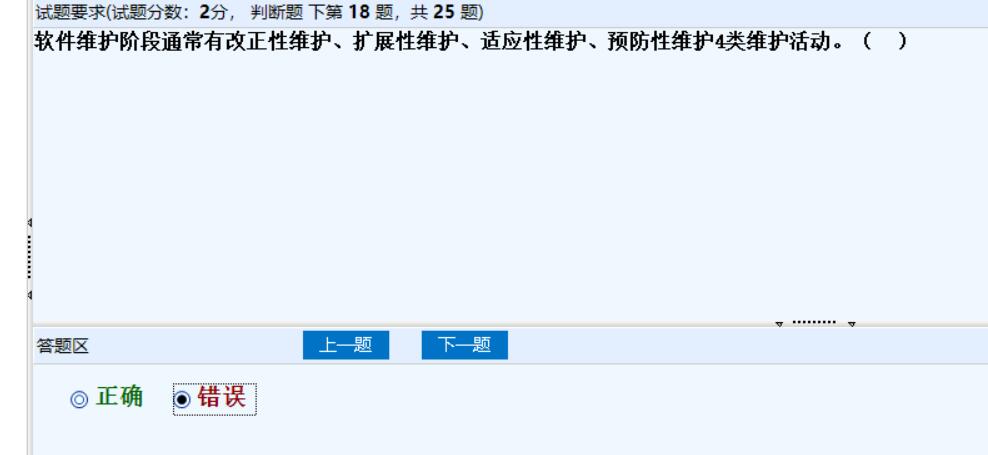 试题要求(试题分数：2分， 判断题 下第 18 题，共 25 题)
软件维护阶段通常有改正性维护、扩展性维护、适应性维护、预防性维护4类维护活动。（ ）
答题区 上一题 下一题
正确 错误